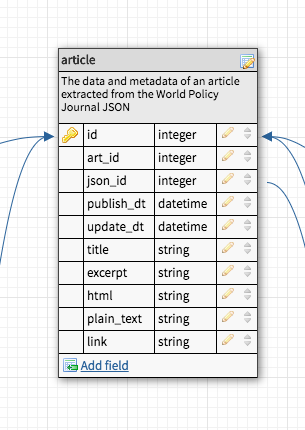 article
The data and metadata of an article
extracted from the World Policy
Journal JSON
id integer
art_id integer
json_id integer
publish_dt datetime
update_dt datetime
title string
excerpt string
html string
plain_text string
link string
Add field